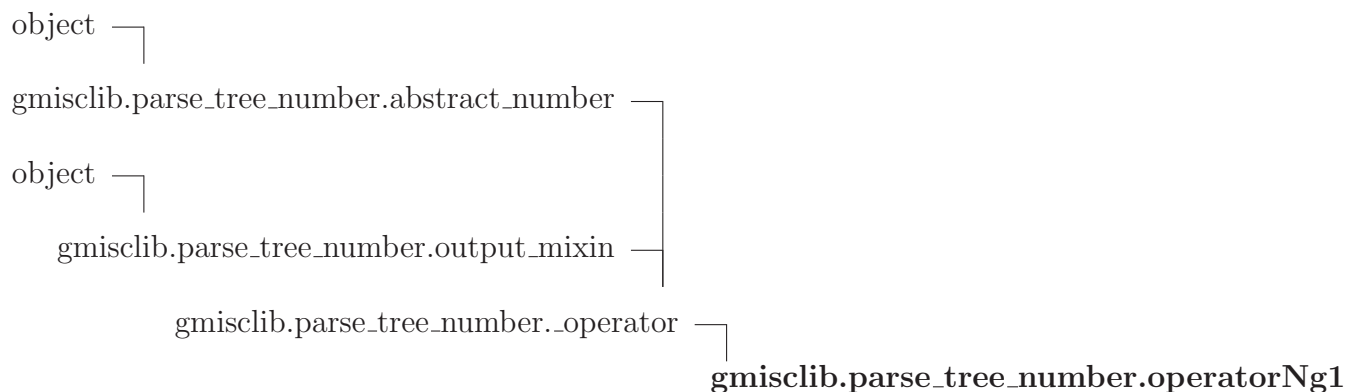 object
gmisclib.parse_tree_number.abstract_number
object
gmisclib.parse_tree_number.output_mixin
gmisclib.parse_tree_number._operator
gmisclib.parse_tree_number.operatorNg1